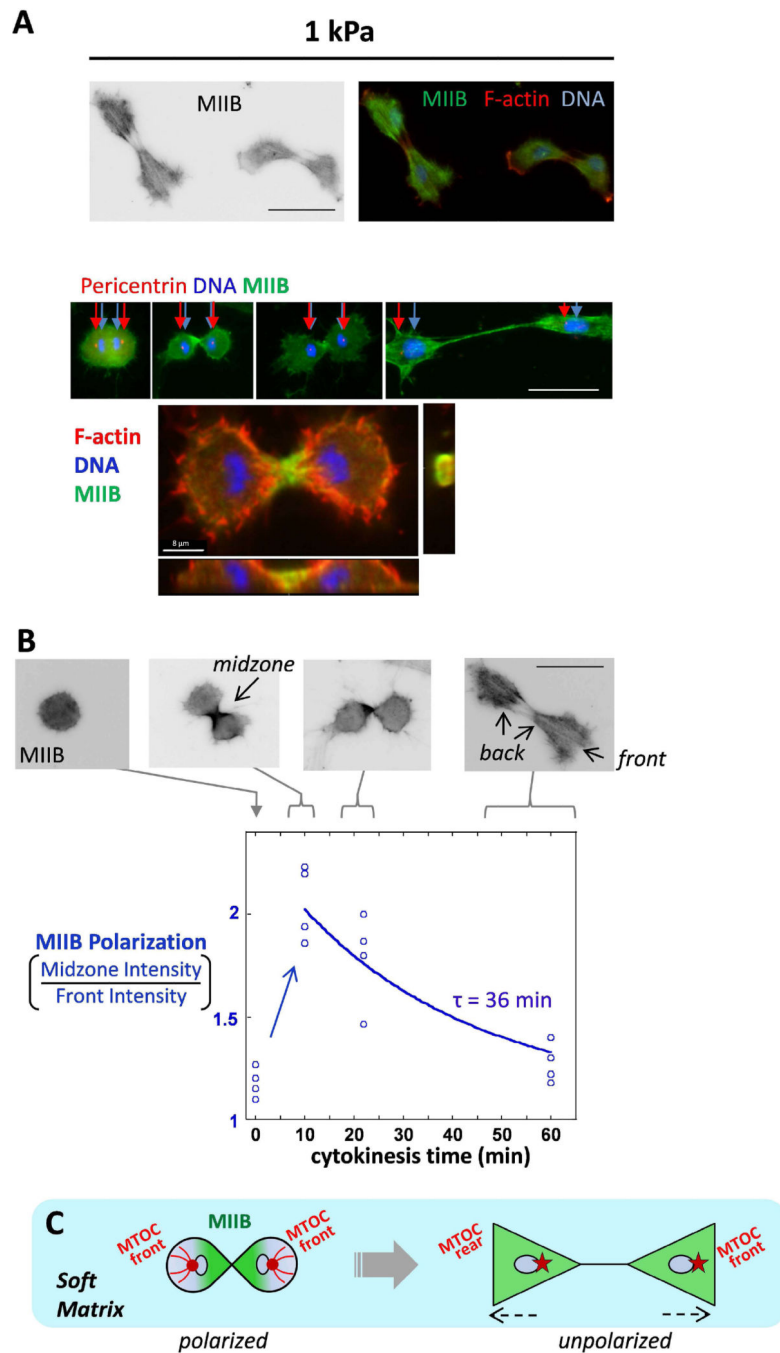 A
1 kPa
MIIB
MIIB F-actin DNA
Pericentrin DNA MIIB
F-actin
DNA
MIIB
8 µm
B
midzone
MIIB
back
front
MIIB Polarization
Midzone Intensity
Front Intensity
2
1.5
1
τ = 36 min
0 10 20 30 40 50 60
cytokinesis time (min)
C
MTOC
front
MIIB
MTOC
front
MTOC
rear
MTOC
front
Soft
Matrix
polarized
unpolarized